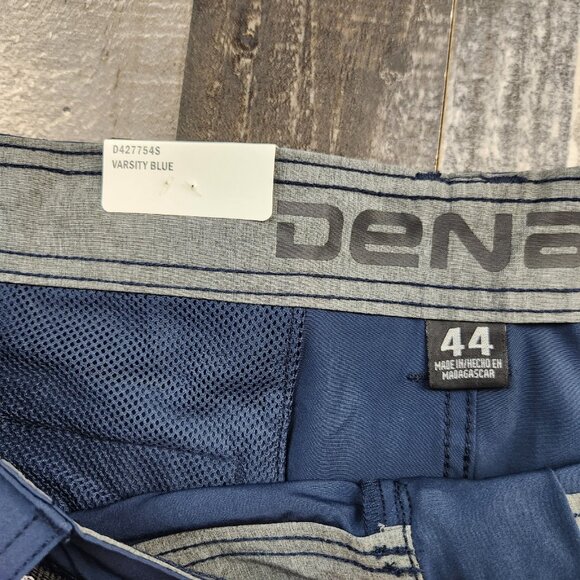 D427754S
VARSITY BLUE
DeNA
44
MADE IN/HECHO EN
MADAGASCAR